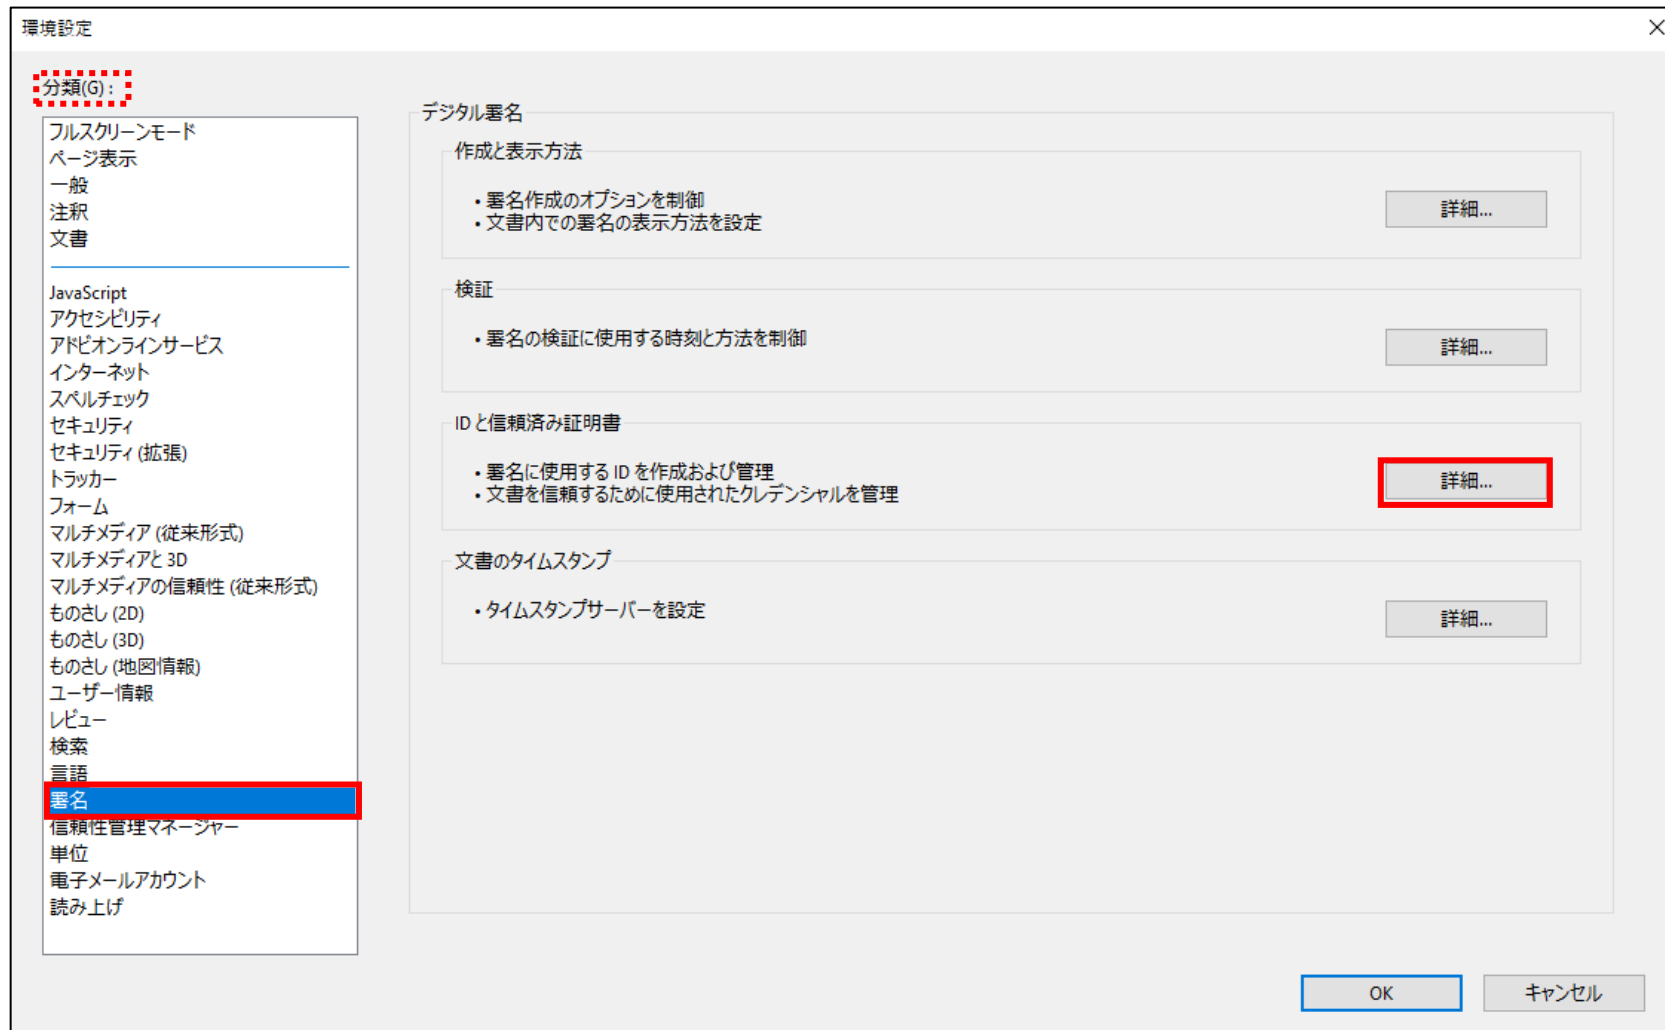 環境設定
分類(G):
フルスクリーンモード
ページ表示
一般
注釈
文書
JavaScript
アクセシビリティ
アドビオンラインサービス
インターネット
スペルチェック
セキュリティ
セキュリティ (拡張)
トラッカー
フォーム
マルチメディア (従来形式)
マルチメディアと 3D
マルチメディアの信頼性 (従来形式)
ものさし (2D)
ものさし (3D)
ものさし (地図情報)
ユーザー情報
レビュー
検索
言語
署名
信頼性管理マネージャー
単位
電子メールアカウント
読み上げ
デジタル署名
作成と表示方法
・署名作成のオプションを制御
・文書内での署名の表示方法を設定
詳細...
検証
・署名の検証に使用する時刻と方法を制御
詳細...
ID と信頼済み証明書
・署名に使用する ID を作成および管理
・文書を信頼するために使用されたクレデンシャルを管理
詳細...
文書のタイムスタンプ
・タイムスタンプサーバーを設定
詳細...
OK
キャンセル